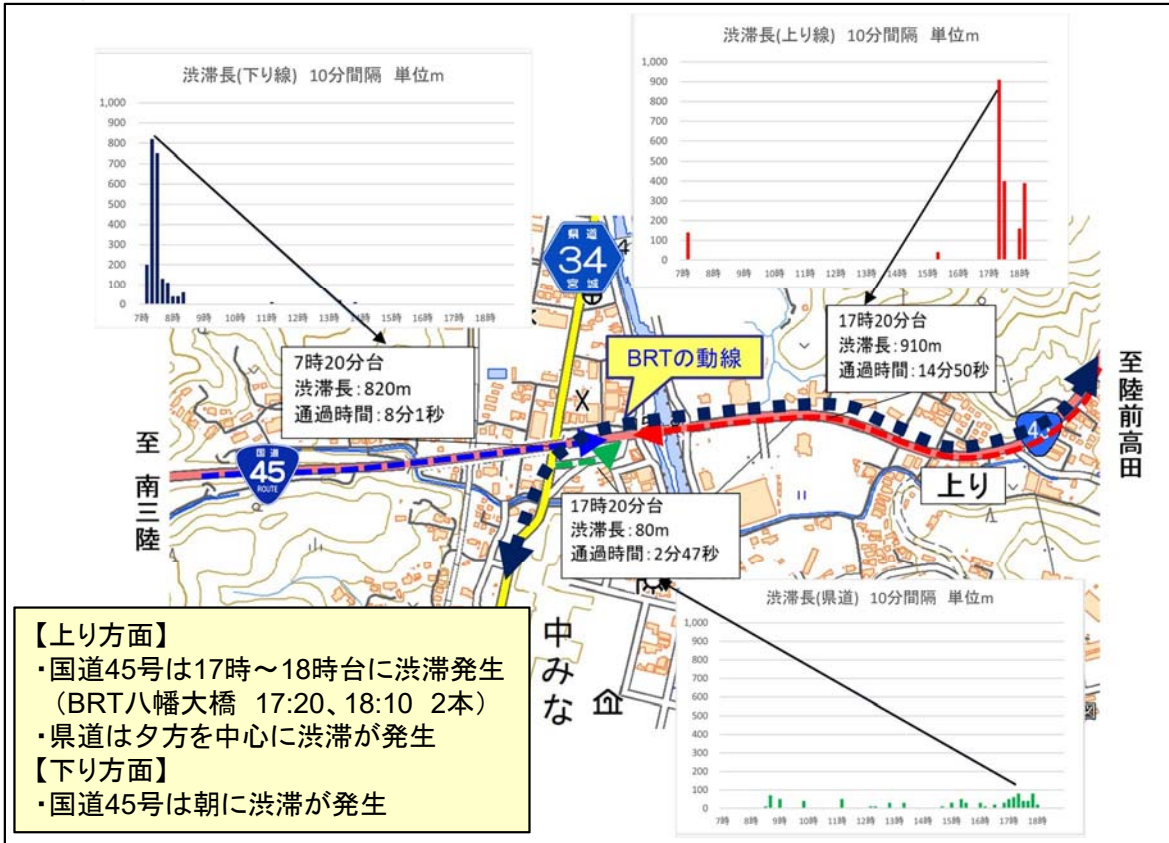 渋滞長(下り線) 10分間隔 単位m
1,000
900
800
700
600
500
400
300
200
100
0
7時 8時 9時 10時 11時 12時 13時 14時 15時 16時 17時 18時
渋滞長(上り線) 10分間隔 単位m
1,000
900
800
700
600
500
400
300
200
100
0
7時 8時 9時 10時 11時 12時 13時 14時 15時 16時 17時 18時
県道
34
宮城
4
7時20分台
渋滞長:820m
通過時間:8分1秒
BRTの動線
17時20分台
渋滞長:910m
通過時間:14分50秒
至 南三陸
国道
45
ROUTE
至陸前高田
上り
17時20分台
渋滞長:80m
通過時間:2分47秒
中みな
渋滞長(県道) 10分間隔 単位m
1,000
900
800
700
600
500
400
300
200
100
0
7時 8時 9時 10時 11時 12時 13時 14時 15時 16時 17時 18時
【上り方面】
・国道45号は17時~18時台に渋滞発生
(BRT八幡大橋 17:20、18:10 2本)
・県道は夕方を中心に渋滞が発生
【下り方面】
・国道45号は朝に渋滞が発生